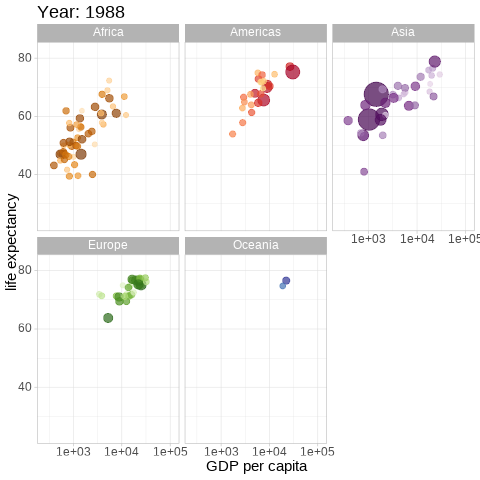 Year: 1988
Africa
Americas
Asia
80
60
40
1e+03 1e+04 1e+05
Europe
Oceania
80
60
40
1e+03 1e+04 1e+05
1e+03 1e+04 1e+05
life expectancy
GDP per capita